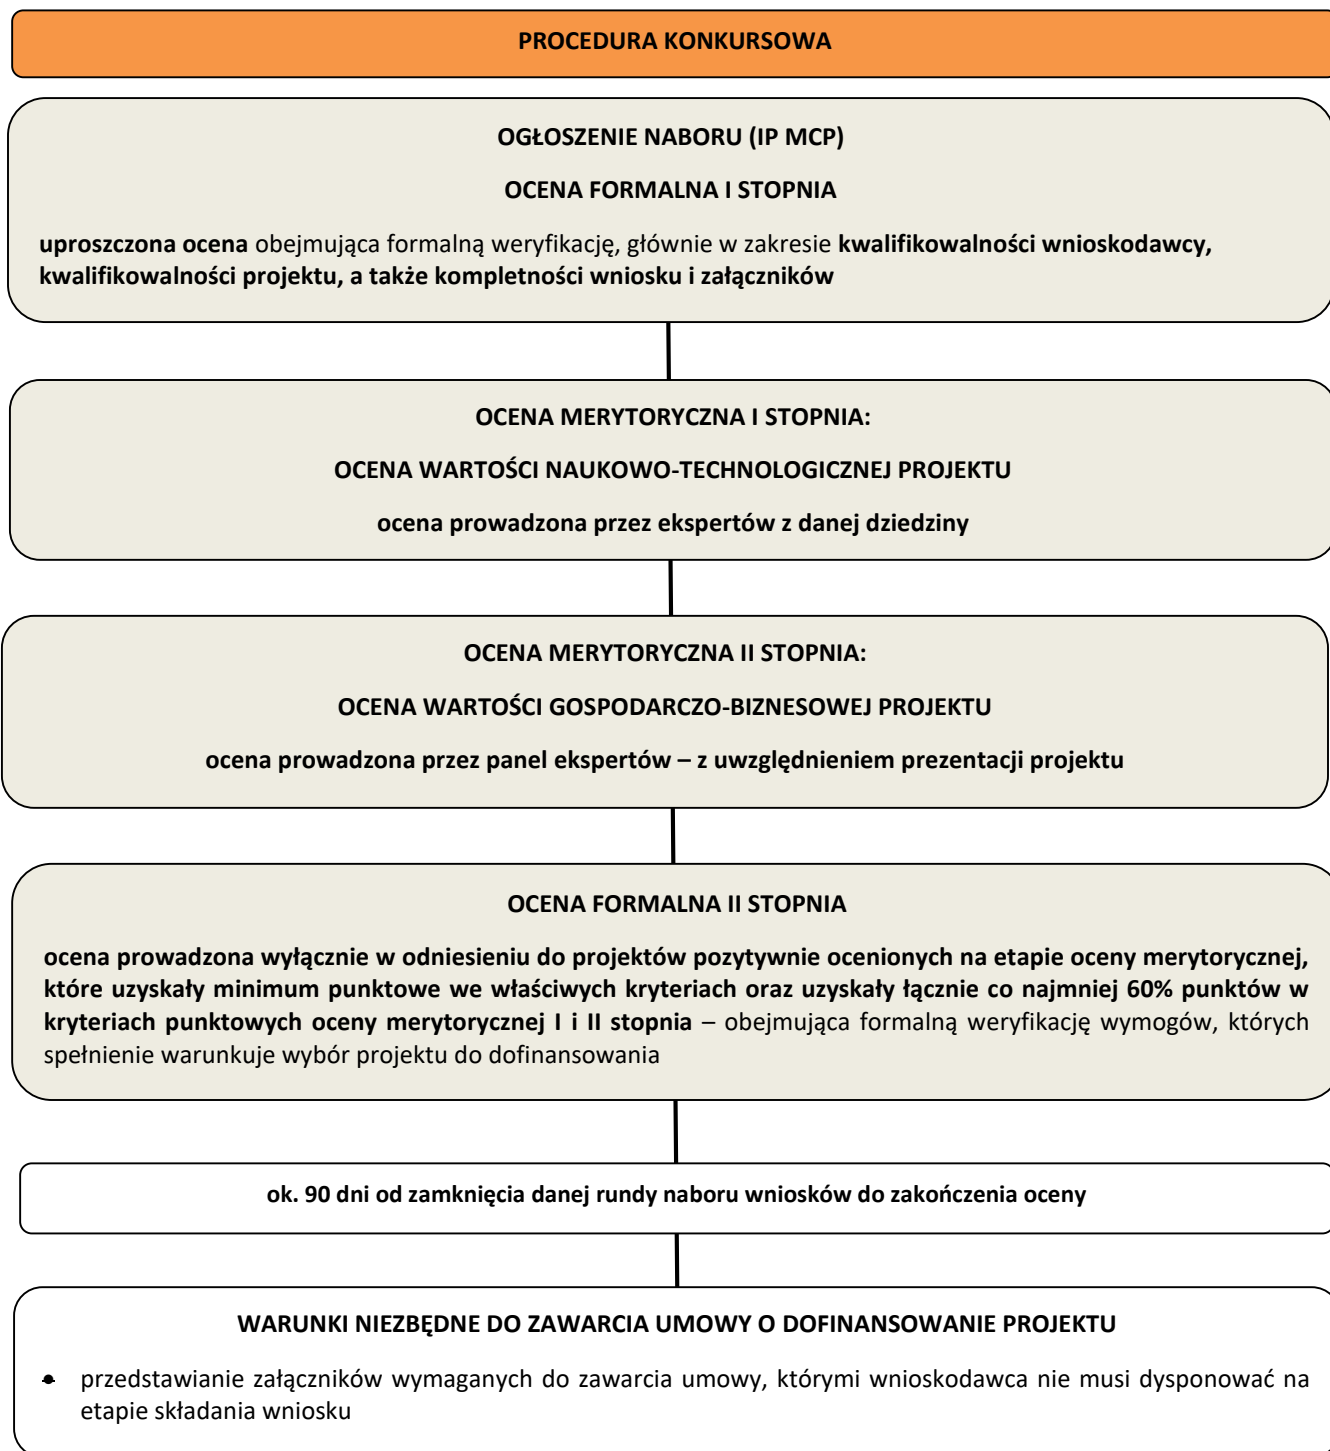 PROCEDURA KONKURSOWA
OGŁOSZENIE NABORU (IP MCP)
OCENA FORMALNA I STOPNIA
uproszczona ocena obejmująca formalną weryfikację, głównie w zakresie kwalifikowalności wnioskodawcy,
kwalifikowalności projektu, a także kompletności wniosku i załączników
OCENA MERYTORYCZNA I STOPNIA:
OCENA WARTOŚCI NAUKOWO-TECHNOLOGICZNEJ PROJEKTU
ocena prowadzona przez ekspertów z danej dziedziny
OCENA MERYTORYCZNA II STOPNIA:
OCENA WARTOŚCI GOSPODARCZO-BIZNESOWEJ PROJEKTU
ocena prowadzona przez panel ekspertów – z uwzględnieniem prezentacji projektu
OCENA FORMALNA II STOPNIA
ocena prowadzona wyłącznie w odniesieniu do projektów pozytywnie ocenionych na etapie oceny merytorycznej,
które uzyskały minimum punktowe we właściwych kryteriach oraz uzyskały łącznie co najmniej 60% punktów w
kryteriach punktowych oceny merytorycznej I i II stopnia – obejmująca formalną weryfikację wymogów, których
spełnienie warunkuje wybór projektu do dofinansowania
ok. 90 dni od zamknięcia danej rundy naboru wniosków do zakończenia oceny
WARUNKI NIEZBĘDNE DO ZAWARCIA UMOWY O DOFINANSOWANIE PROJEKTU
• przedstawianie załączników wymaganych do zawarcia umowy, którymi wnioskodawca nie musi dysponować na
etapie składania wniosku